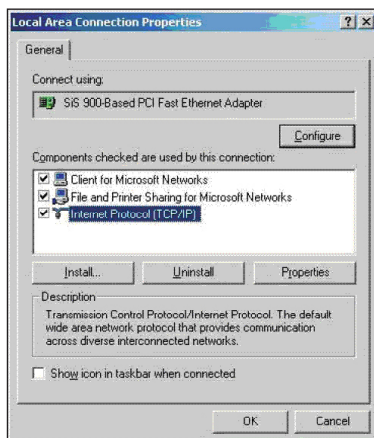 Local Area Connection Properties
General
Connect using:
SiS 900-Based PCI Fast Ethernet Adapter
Configure
Components checked are used by this connection:
Client for Microsoft Networks
File and Printer Sharing for Microsoft Networks
Internet Protocol (TCP/IP)
Install...
Uninstall
Properties
Description
Transmission Control Protocol/Internet Protocol. The default
wide area network protocol that provides communication
across diverse interconnected networks.
Show icon in taskbar when connected
OK
Cancel